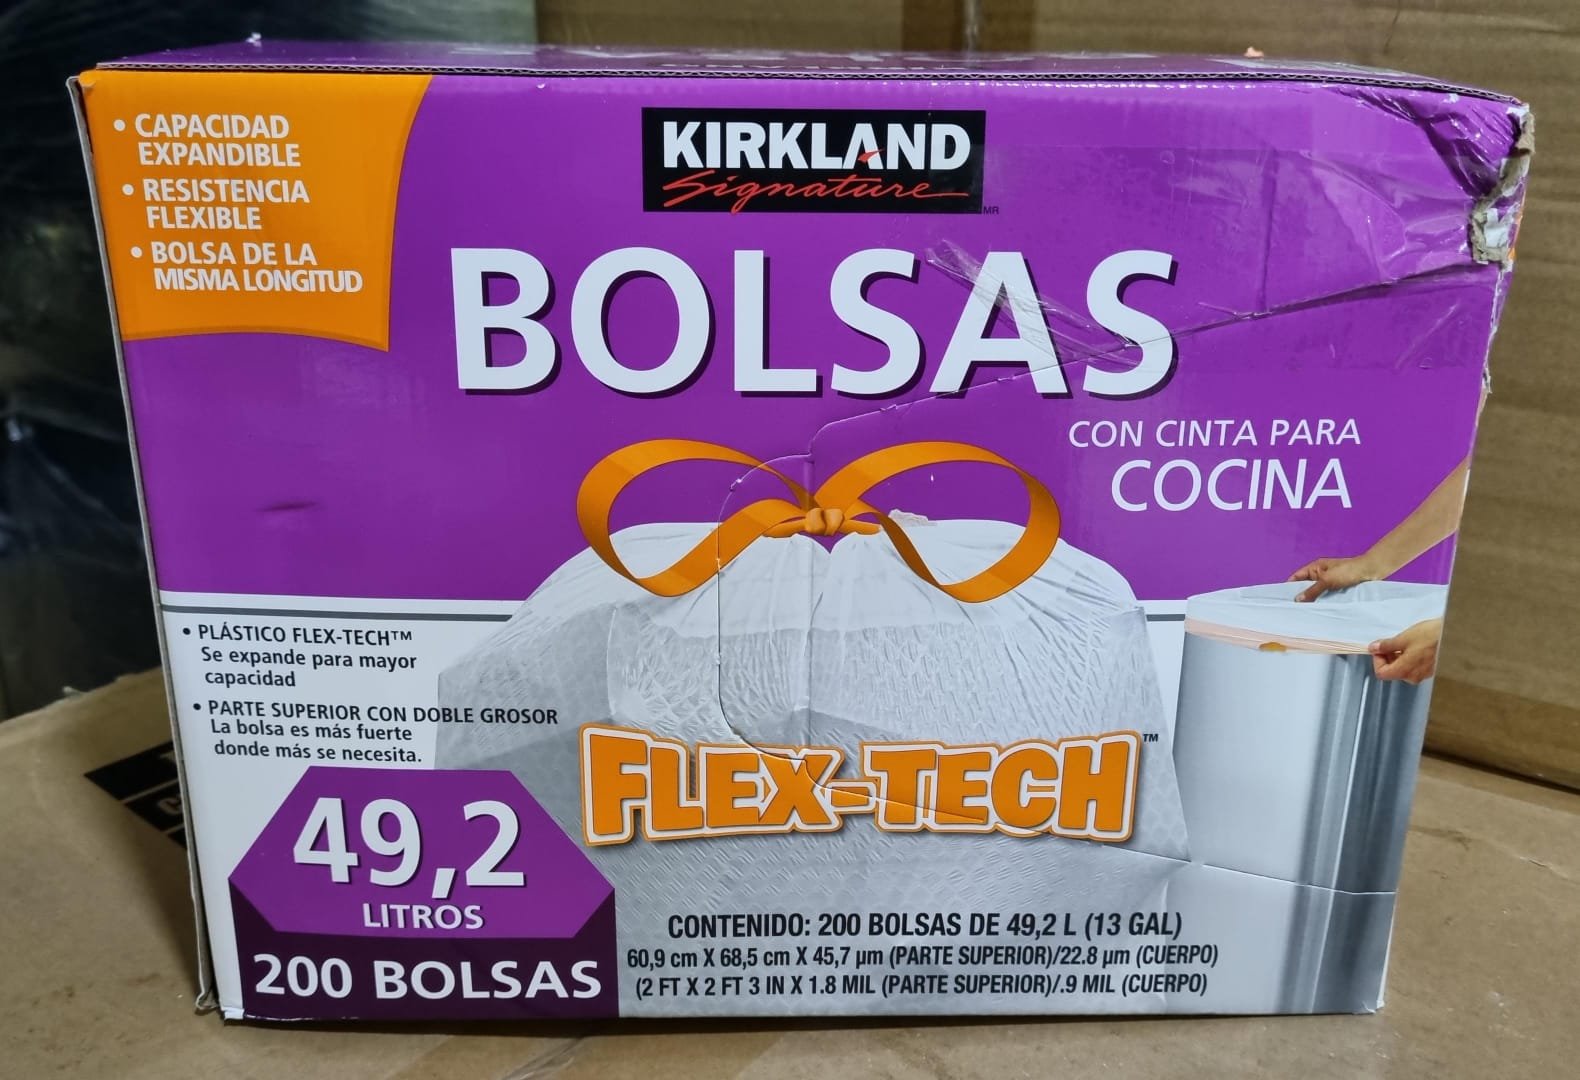 • CAPACIDAD
EXPANDIBLE
• RESISTENCIA
FLEXIBLE
• BOLSA DE LA
MISMA LONGITUD
KIRKLAND
Signature
MR
BOLSAS
CON CINTA PARA
COCINA
• PLÁSTICO FLEX-TECH™
Se expande para mayor
capacidad
• PARTE SUPERIOR CON DOBLE GROSOR
La bolsa es más fuerte
donde más se necesita.
FLEX-TECH™
49,2
LITROS
200 BOLSAS
CONTENIDO: 200 BOLSAS DE 49,2 L (13 GAL)
60,9 cm X 68,5 cm X 45,7 µm (PARTE SUPERIOR)/22.8 µm (CUERPO)
(2 FT X 2 FT 3 IN X 1.8 MIL (PARTE SUPERIOR)/.9 MIL (CUERPO)